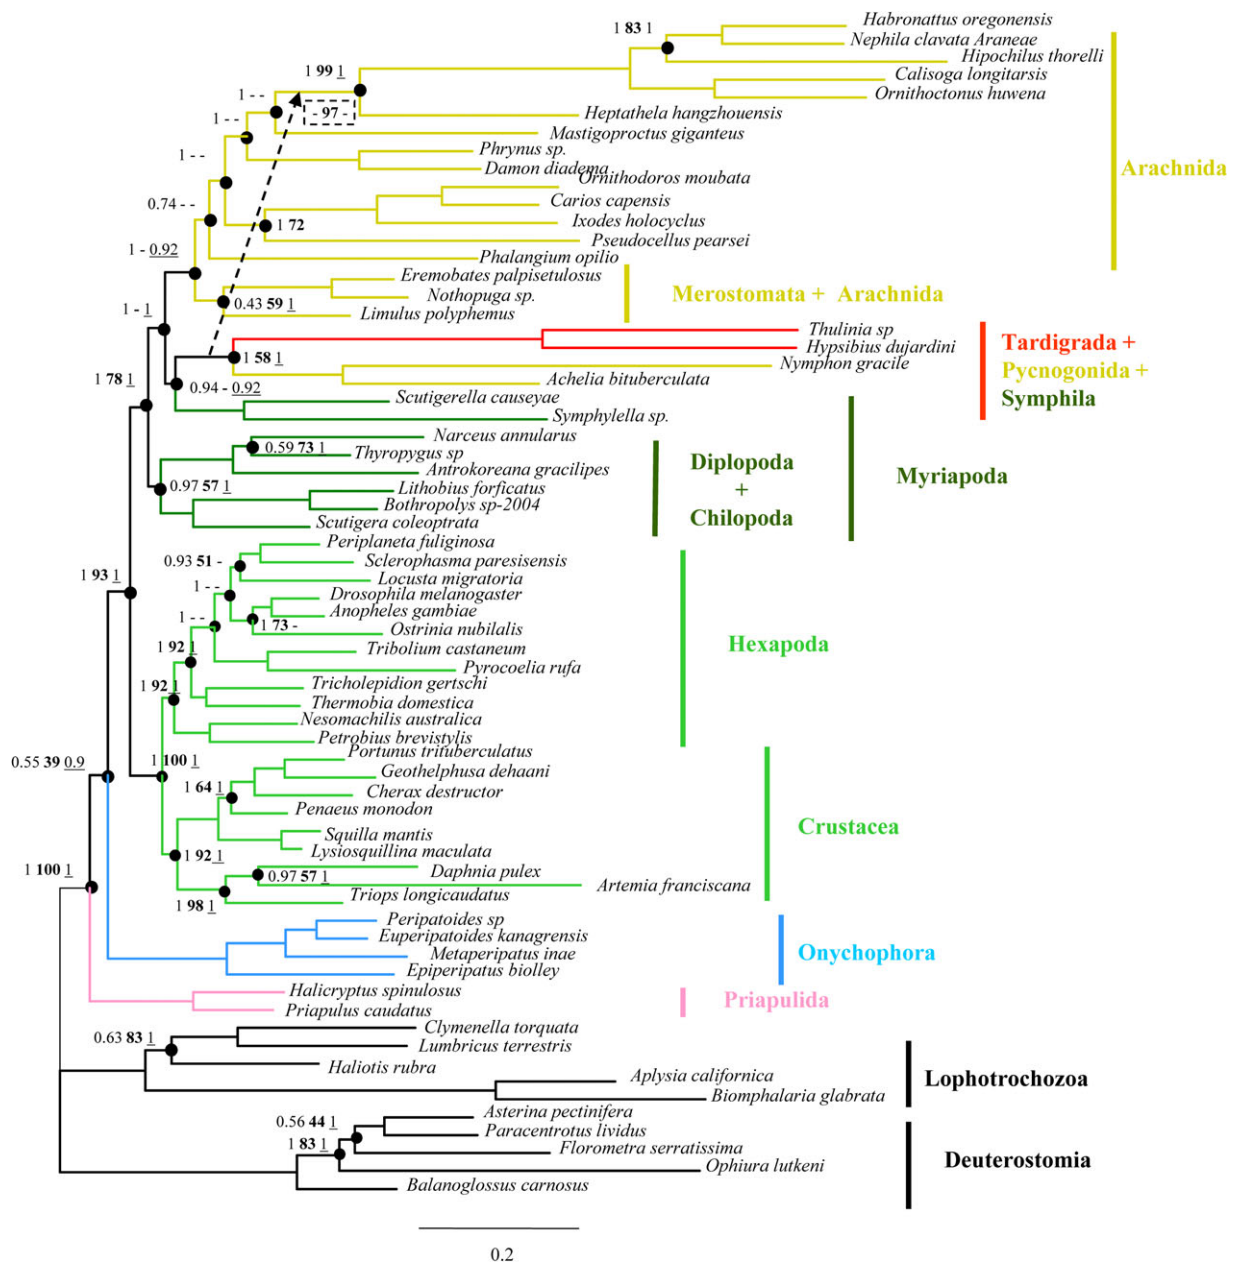 Habronattus oregonensis
1 83 1
Nephila clavata Araneae
Hipochilus thorelli
1 99 1
Calisoga longitarsis
1 - -
Ornithoctonus huwena
- 97 -
Heptathela hangzhouensis
1 - -
Mastigoproctus giganteus
1 - -
Phrynus sp.
Damon diadema
Arachnida
Ornithodoros moubata
0.74 - -
Carios capensis
1 72
Ixodes holocyclus
Pseudocellus pearsei
1 - 0.92
Phalangium opilio
Eremobates palpisetulosus
0.43 59 1
Nothopuga sp.
Merostomata + Arachnida
Limulus polyphemus
1 - 1
Thulinia sp
Hypsibius dujardini
Tardigrada +
1 58 1
Nymphon gracile
Pycnogonida +
1 78 1
0.94 - 0.92
Achelia bituberculata
Symphila
Scutigerella causeyae
Symphylella sp.
Narceus annularus
0.59 73 1
Thyropygus sp
Antrokoreana gracilipes
Diplopoda
+
Chilopoda
Myriapoda
0.97 57 1
Lithobius forficatus
Bothropolys sp-2004
Scutigera coleoptrata
Periplaneta fuliginosa
0.93 51 -
Sclerophasma paresisensis
1 93 1
1 - -
Locusta migratoria
Drosophila melanogaster
1 - -
Anopheles gambiae
1 73 -
Ostrinia nubilalis
1 92 1
Tribolium castaneum
Hexapoda
Pyrocoelia rufa
1 92 1
Tricholepidion gertschi
Thermobia domestica
Nesomachilis australica
Petrobius brevistylis
0.55 39 0.9
1 100 1
Portunus trituberculatus
Geothelphusa dehaani
1 64 1
Cherax destructor
Penaeus monodon
Crustacea
Squilla mantis
1 92 1
Lysiosquillina maculata
1 100 1
Daphnia pulex
0.97 57 1
Artemia franciscana
1 98 1
Triops longicaudatus
Peripatoides sp
Euperipatoides kanagrensis
Onychophora
Metaperipatus inae
Epiperipatus biolley
Halicryptus spinulosus
Priapulida
Priapulus caudatus
Clymenella torquata
0.63 83 1
Lumbricus terrestris
Haliotis rubra
Lophotrochozoa
Aplysia californica
Biomphalaria glabrata
Asterina pectinifera
0.56 44 1
Paracentrotus lividus
1 83 1
Florometra serratissima
Deuterostomia
Ophiura lutkeni
Balanoglossus carnosus
0.2